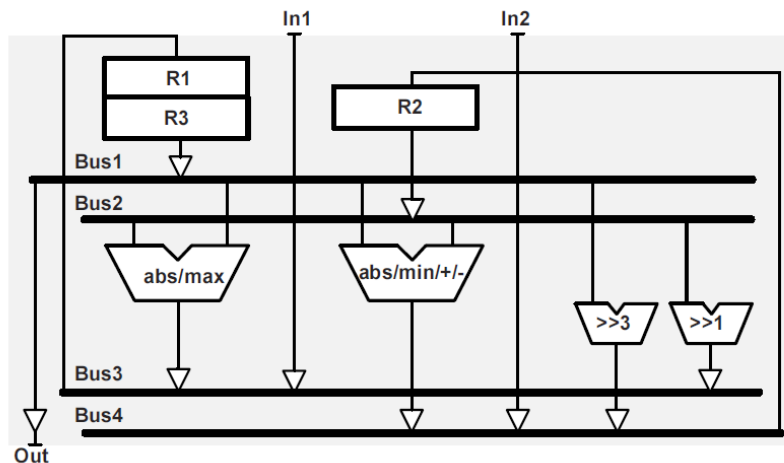 In1
In2
R1
R3
R2
Bus1
Bus2
abs/max
abs/min/+/-
>>3
>>1
Bus3
Bus4
Out